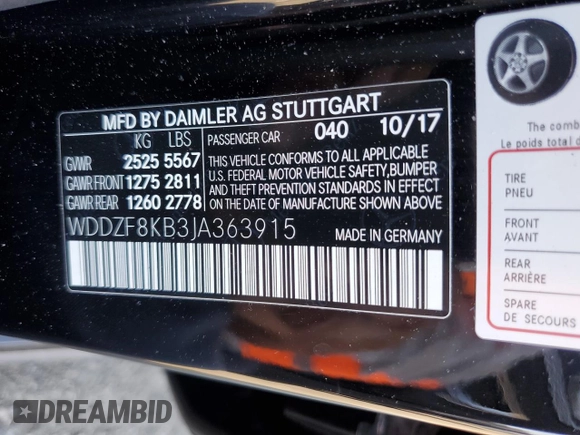 MFD BY DAIMLER AG STUTTGART
KG LBS PASSENGER CAR 040 10/17
GVWR 2525 5567 THIS VEHICLE CONFORMS TO ALL APPLICABLE
GAWR FRONT 1275 2811 U.S. FEDERAL MOTOR VEHICLE SAFETY, BUMPER
GAWR REAR 1260 2778 AND THEFT PREVENTION STANDARDS IN EFFECT
ON THE DATE OF MANUFACTURE SHOWN ABOVE
WDDZF8KB3JA363915 MADE IN GERMANY
The comb
Le poids total d
TIRE
PNEU
FRONT
AVANT
REAR
ARRIÈRE
SPARE
DE SECOURS
DREAMBID